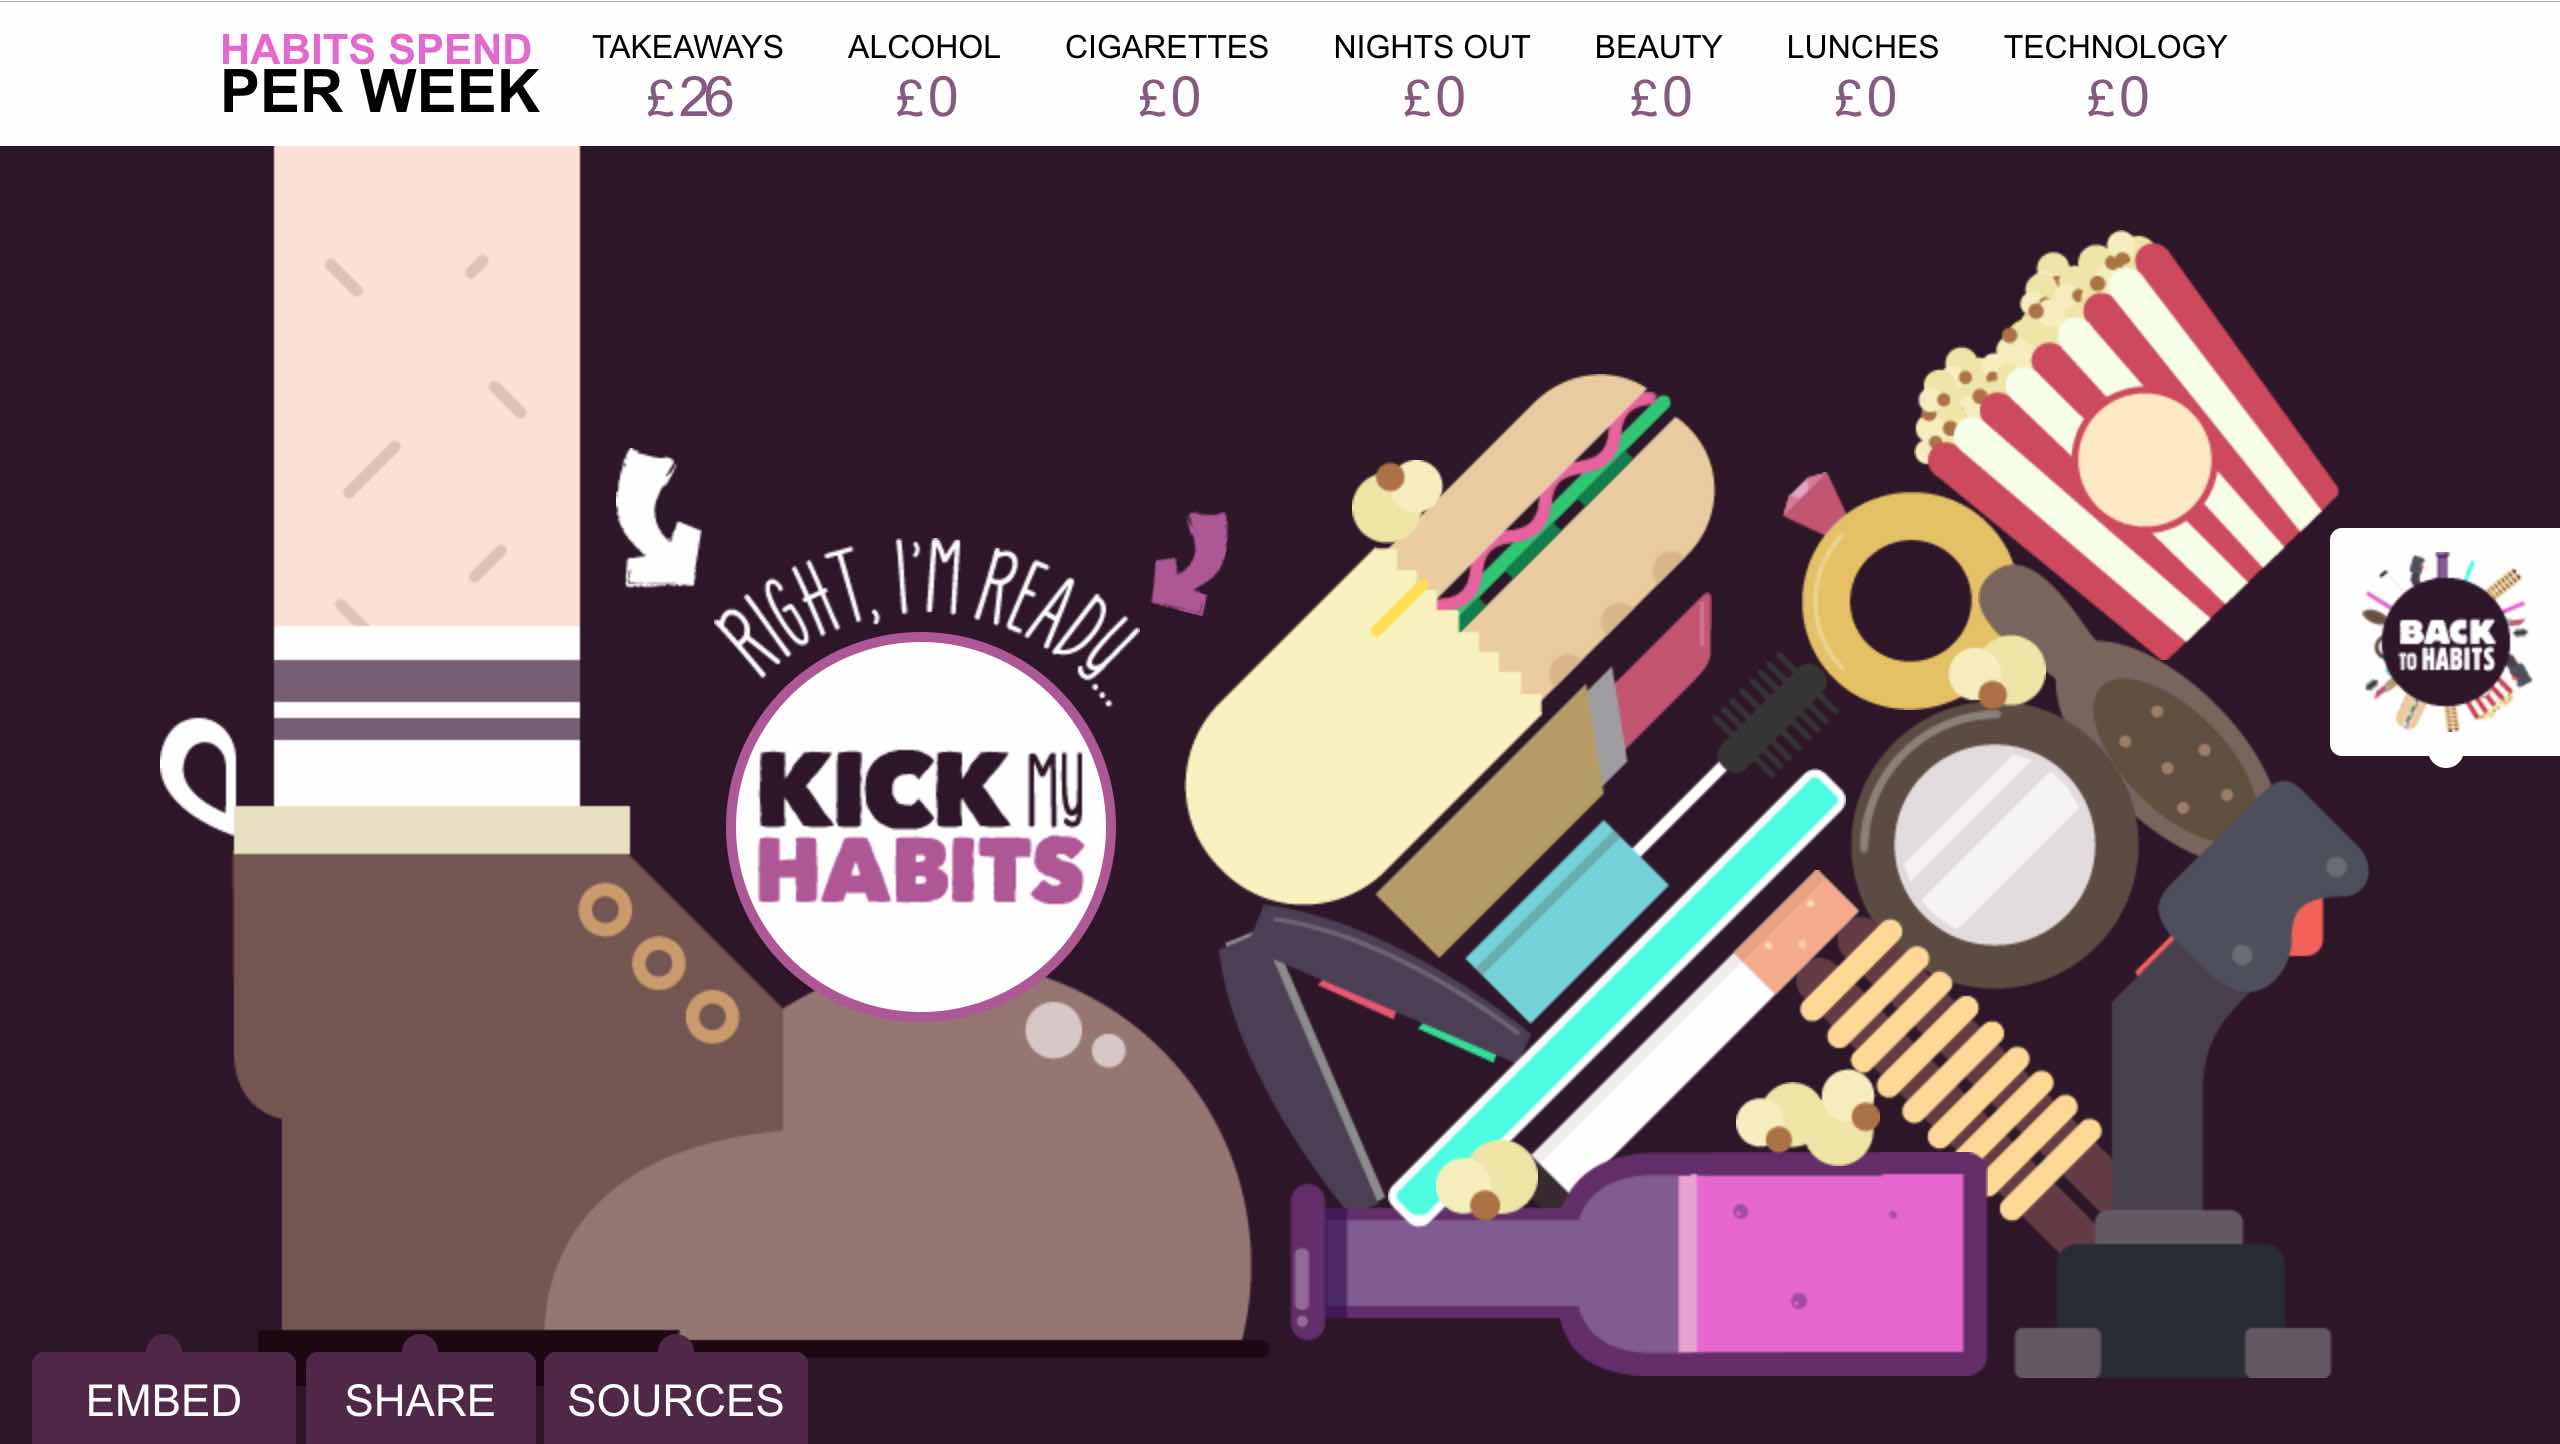 HABITS SPEND
PER WEEK
TAKEAWAYS
£26
ALCOHOL
£0
CIGARETTES
£0
NIGHTS OUT
£0
BEAUTY
£0
LUNCHES
£0
TECHNOLOGY
£0
RIGHT, I'M READY...
KICK MY
HABITS
BACK
TO HABITS
EMBED
SHARE
SOURCES